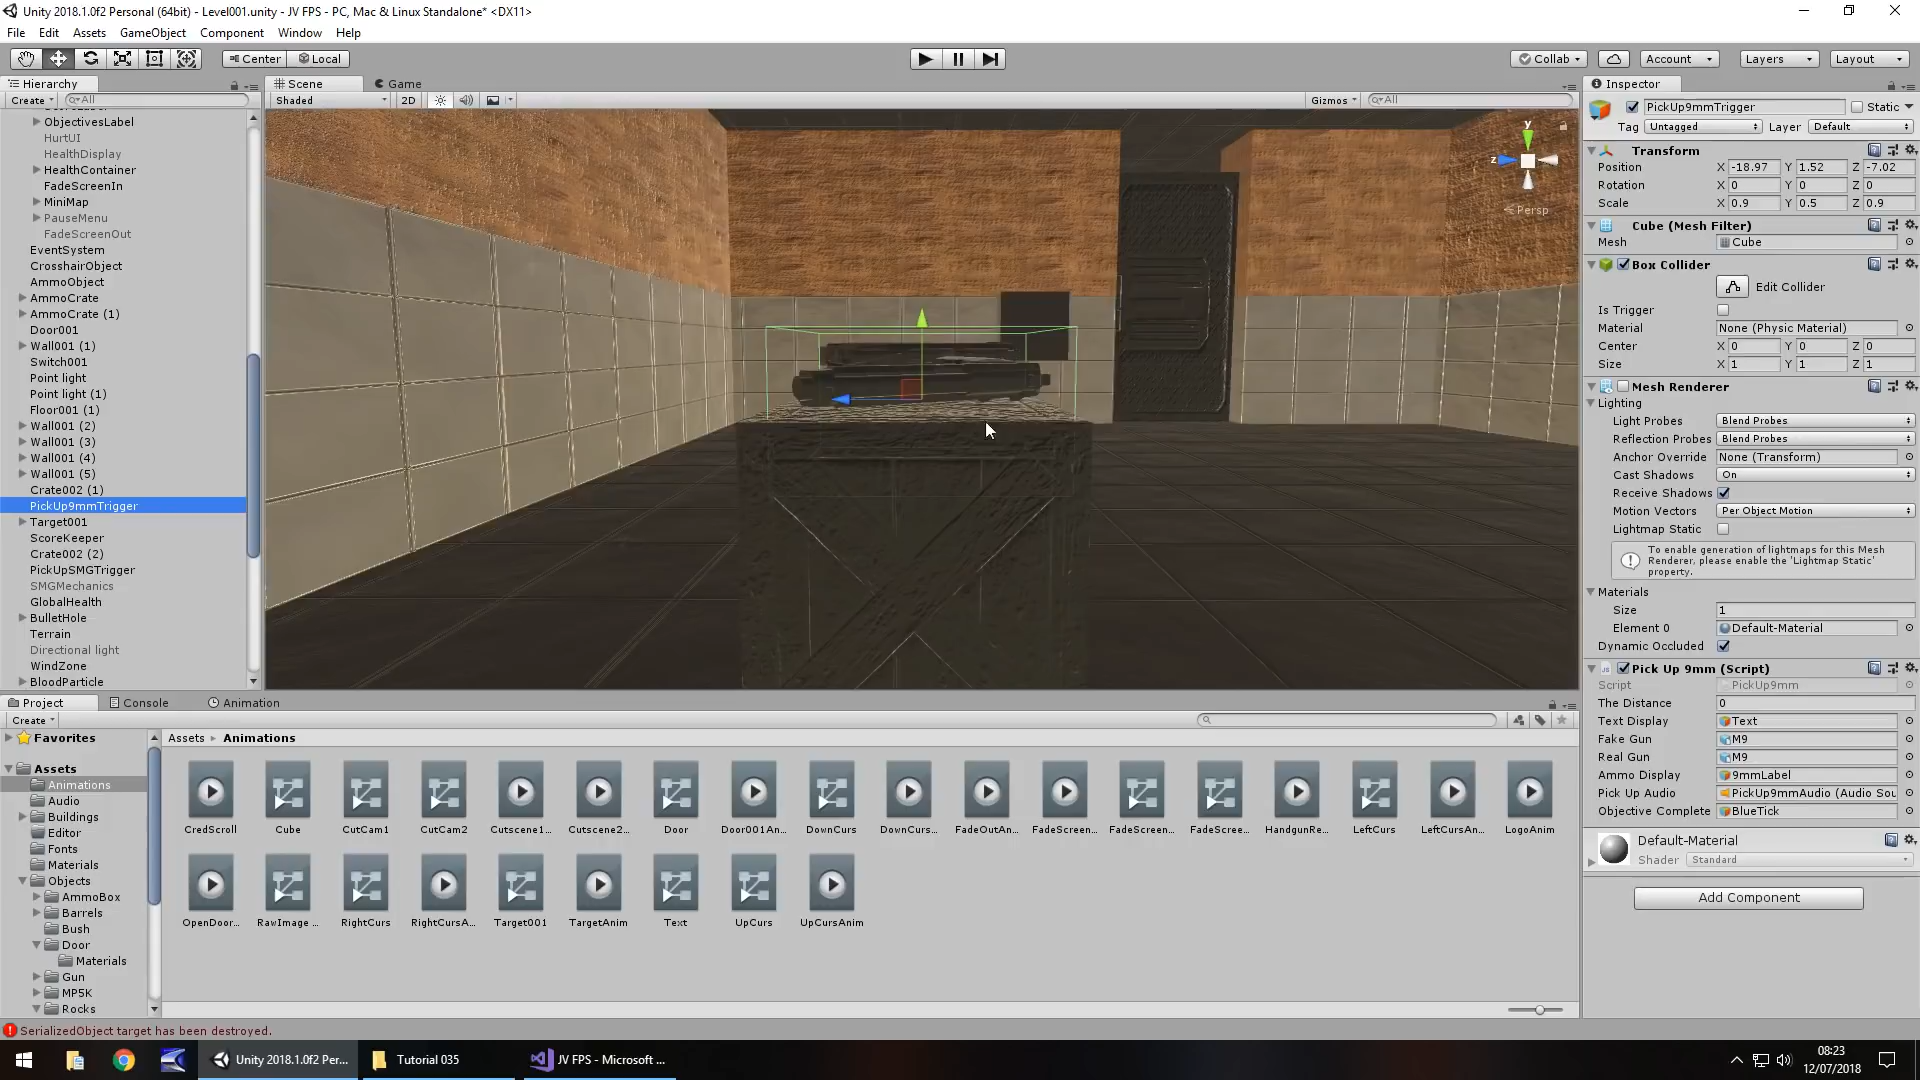 Unity 2018.1.0f2 Personal (64bit) - Level001.unity - JV FPS - PC, Mac & Linux Standalone* <DX11>
File Edit Assets GameObject Component Window Help
Center Local
Collab Account Layers Layout
Hierarchy
Create All
ObjectivesLabel
HurtUI
HealthDisplay
HealthContainer
FadeScreenIn
MiniMap
PauseMenu
FadeScreenOut
EventSystem
CrosshairObject
AmmoObject
AmmoCrate
AmmoCrate (1)
Door001
Wall001 (1)
Switch001
Point light
Point light (1)
Floor001 (1)
Wall001 (2)
Wall001 (3)
Wall001 (4)
Wall001 (5)
Crate002 (1)
PickUp9mmTrigger
Target001
ScoreKeeper
Crate002 (2)
PickUpSMGTrigger
SMGMechanics
GlobalHealth
BulletHole
Terrain
Directional light
WindZone
BloodParticle
Scene Game
Shaded 2D Gizmos All
y
z
Persp
Inspector
PickUp9mmTrigger Static
Tag Untagged Layer Default
Transform
Position X -18.97 Y 1.52 Z -7.02
Rotation X 0 Y 0 Z 0
Scale X 0.9 Y 0.5 Z 0.9
Cube (Mesh Filter)
Mesh Cube
Box Collider
Edit Collider
Is Trigger
Material None (Physic Material)
Center X 0 Y 0 Z 0
Size X 1 Y 1 Z 1
Mesh Renderer
Lighting
Light Probes Blend Probes
Reflection Probes Blend Probes
Anchor Override None (Transform)
Cast Shadows On
Receive Shadows
Motion Vectors Per Object Motion
Lightmap Static
To enable generation of lightmaps for this Mesh
Renderer, please enable the 'Lightmap Static'
property.
Materials
Size 1
Element 0 Default-Material
Dynamic Occluded
Pick Up 9mm (Script)
Script PickUp9mm
The Distance 0
Text Display Text
Fake Gun M9
Real Gun M9
Ammo Display 9mmLabel
Pick Up Audio PickUp9mmAudio (Audio Sou
Objective Complete BlueTick
Default-Material
Shader Standard
Add Component
Project Console Animation
Create
Favorites
Assets
Animations
Audio
Buildings
Editor
Fonts
Materials
Objects
AmmoBox
Barrels
Bush
Door
Materials
Gun
MP5K
Rocks
Assets Animations
CredScroll Cube CutCam1 CutCam2 Cutscene1... Cutscene2... Door Door001An... DownCurs DownCurs... FadeOutAn... FadeScreen... FadeScreen... FadeScree... HandgunRe... LeftCurs LeftCursAn... LogoAnim
OpenDoor... RawImage ... RightCurs RightCursA... Target001 TargetAnim Text UpCurs UpCursAnim
SerializedObject target has been destroyed.
Unity 2018.1.0f2 Per... Tutorial 035 JV FPS - Microsoft ...
08:23
12/07/2018